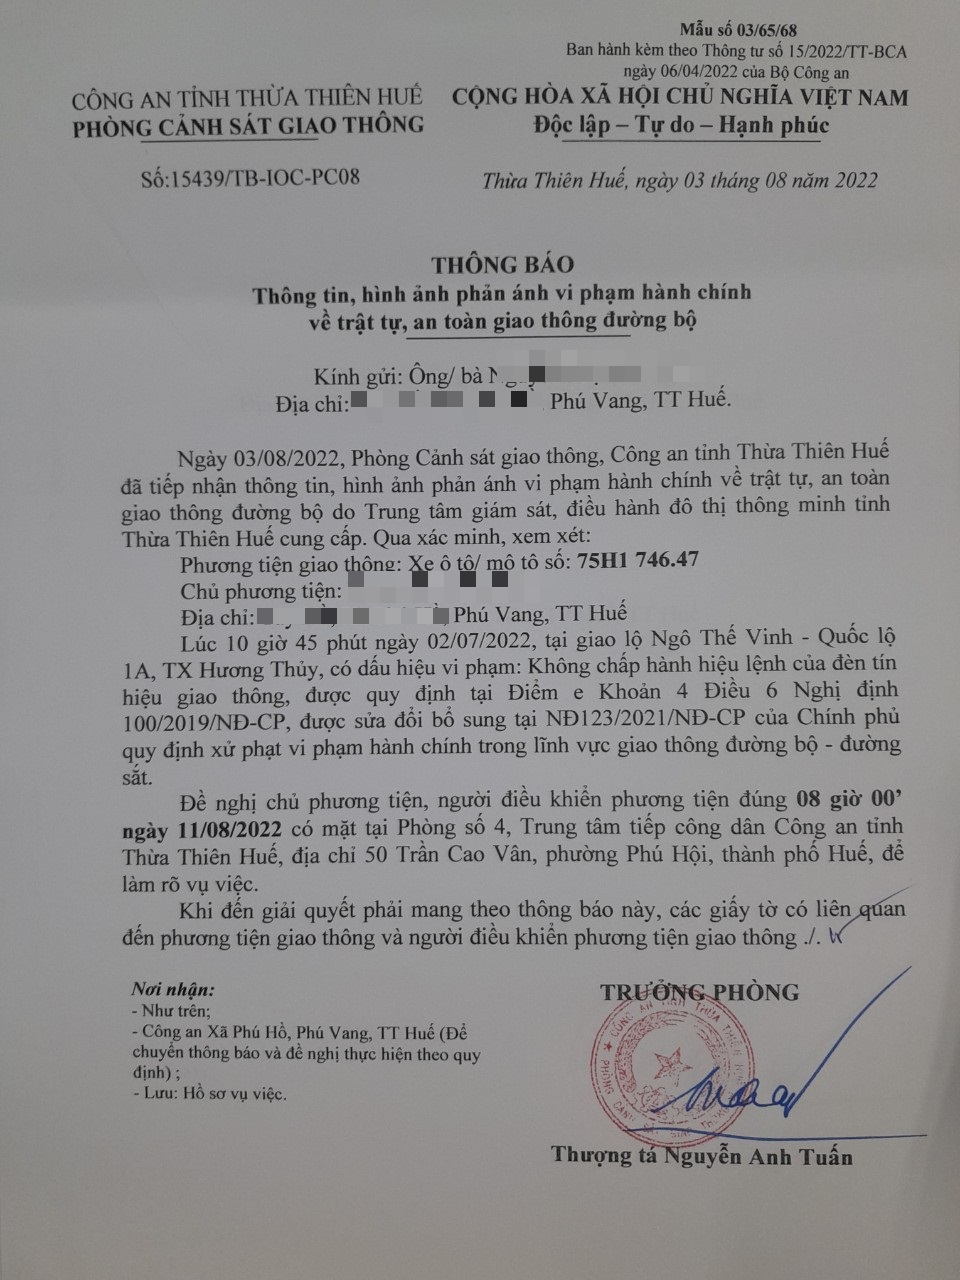 Mẫu số 03/65/68
Ban hành kèm theo Thông tư số 15/2022/TT-BCA
ngày 06/04/2022 của Bộ Công an
CÔNG AN TỈNH THỪA THIÊN HUẾ
PHÒNG CẢNH SÁT GIAO THÔNG
CỘNG HÒA XÃ HỘI CHỦ NGHĨA VIỆT NAM
Độc lập – Tự do – Hạnh phúc
Số:15439/TB-IOC-PC08
Thừa Thiên Huế, ngày 03 tháng 08 năm 2022
THÔNG BÁO
Thông tin, hình ảnh phản ánh vi phạm hành chính
về trật tự, an toàn giao thông đường bộ
Kính gửi: Ông/ bà
Địa chỉ: Phú Vang, TT Huế.
Ngày 03/08/2022, Phòng Cảnh sát giao thông, Công an tỉnh Thừa Thiên Huế
đã tiếp nhận thông tin, hình ảnh phản ánh vi phạm hành chính về trật tự, an toàn
giao thông đường bộ do Trung tâm giám sát, điều hành đô thị thông minh tỉnh
Thừa Thiên Huế cung cấp. Qua xác minh, xem xét:
Phương tiện giao thông: Xe ô tô/ mô tô số: 75H1 746.47
Chủ phương tiện:
Địa chỉ: Phú Vang, TT Huế
Lúc 10 giờ 45 phút ngày 02/07/2022, tại giao lộ Ngô Thế Vinh - Quốc lộ
1A, TX Hương Thủy, có dấu hiệu vi phạm: Không chấp hành hiệu lệnh của đèn tín
hiệu giao thông, được quy định tại Điểm e Khoản 4 Điều 6 Nghị định
100/2019/NĐ-CP, được sửa đổi bổ sung tại NĐ123/2021/NĐ-CP của Chính phủ
quy định xử phạt vi phạm hành chính trong lĩnh vực giao thông đường bộ - đường
sắt.
Đề nghị chủ phương tiện, người điều khiển phương tiện đúng 08 giờ 00’
ngày 11/08/2022 có mặt tại Phòng số 4, Trung tâm tiếp công dân Công an tỉnh
Thừa Thiên Huế, địa chỉ 50 Trần Cao Vân, phường Phú Hội, thành phố Huế, để
làm rõ vụ việc.
Khi đến giải quyết phải mang theo thông báo này, các giấy tờ có liên quan
đến phương tiện giao thông và người điều khiển phương tiện giao thông ./.
Nơi nhận:
- Như trên;
- Công an Xã Phú Hồ, Phú Vang, TT Huế (Để
chuyển thông báo và đề nghị thực hiện theo quy
định) ;
- Lưu: Hồ sơ vụ việc.
TRƯỞNG PHÒNG
Thượng tá Nguyễn Anh Tuấn